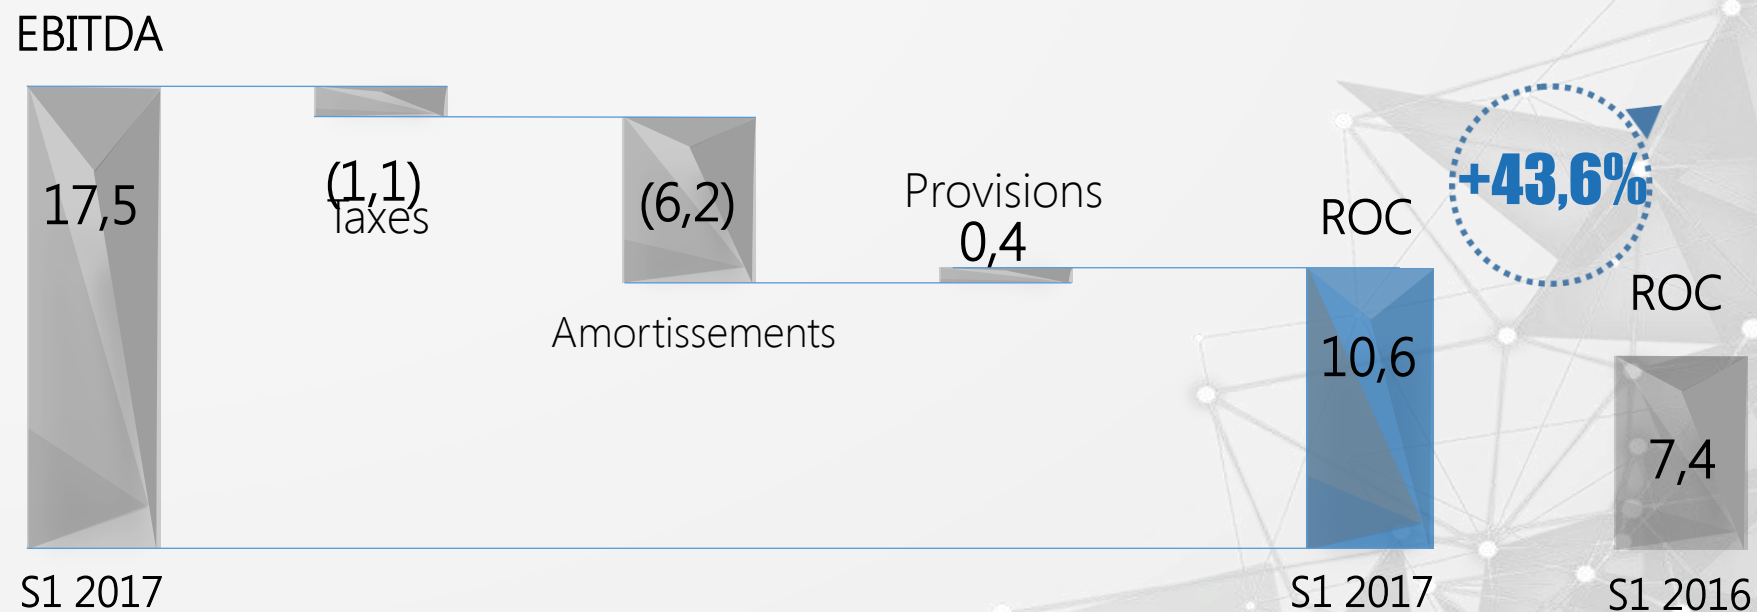 EBITDA
17,5
S1 2017
(1,1)
Taxes
(6,2)
Amortissements
Provisions
0,4
ROC
10,6
S1 2017
+43,6%
ROC
7,4
S1 2016